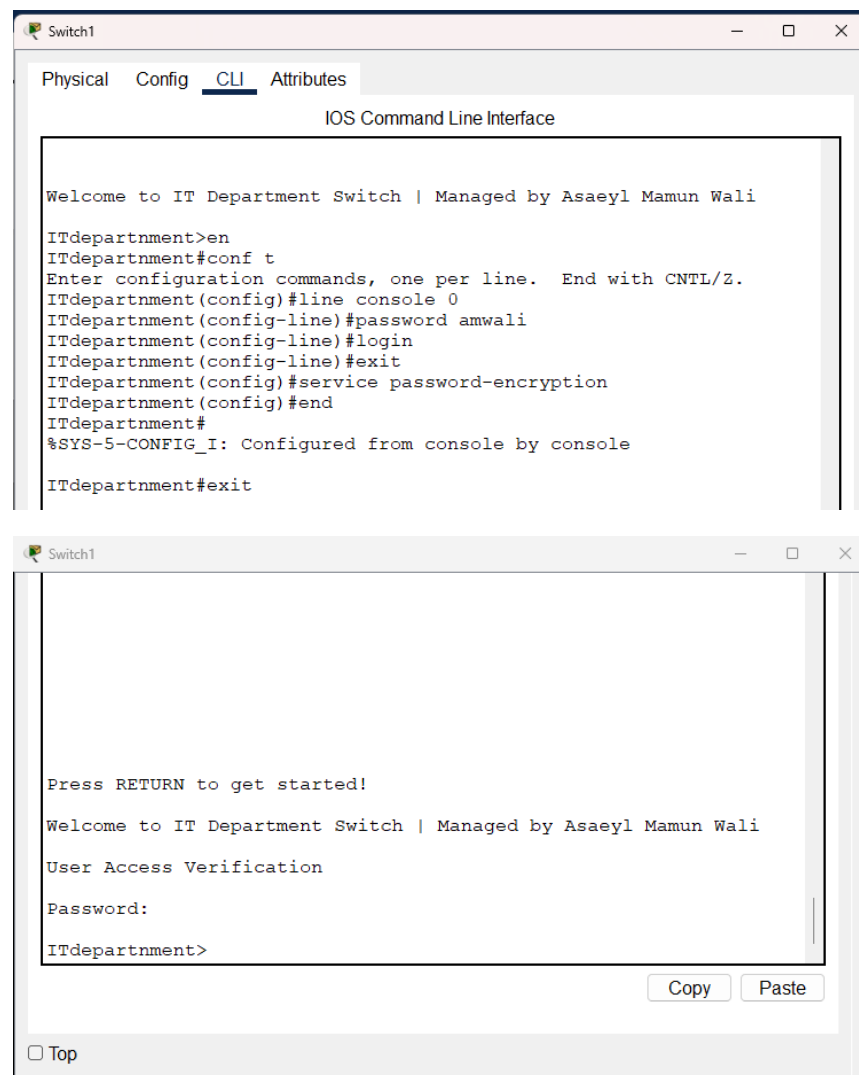 Switch1
Physical Config CLI Attributes
IOS Command Line Interface
Welcome to IT Department Switch | Managed by Asaeyl Mamun Wali
ITdepartnment>en
ITdepartnment#conf t
Enter configuration commands, one per line.  End with CNTL/Z.
ITdepartnment(config)#line console 0
ITdepartnment(config-line)#password amwali
ITdepartnment(config-line)#login
ITdepartnment(config-line)#exit
ITdepartnment(config)#service password-encryption
ITdepartnment(config)#end
ITdepartnment#
%SYS-5-CONFIG_I: Configured from console by console
ITdepartnment#exit
Switch1
Press RETURN to get started!
Welcome to IT Department Switch | Managed by Asaeyl Mamun Wali
User Access Verification
Password:
ITdepartnment>
Copy Paste
Top